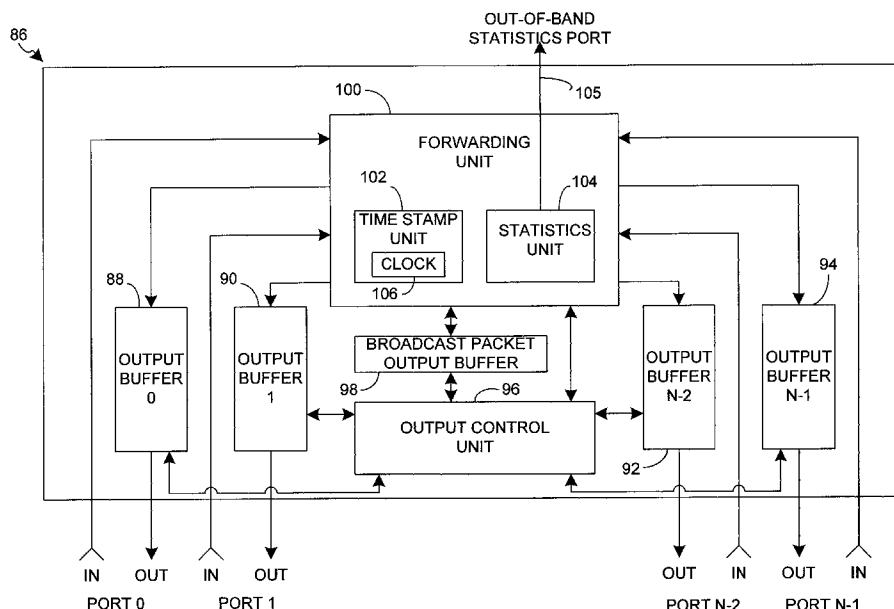 OUT-OF-BAND
STATISTICS PORT
86
105
100
FORWARDING
UNIT
102
104
TIME STAMP
UNIT
CLOCK
106
STATISTICS
UNIT
88
90
94
OUTPUT
BUFFER
0
OUTPUT
BUFFER
1
BROADCAST PACKET
OUTPUT BUFFER
98
96
OUTPUT CONTROL
UNIT
OUTPUT
BUFFER
N-2
92
OUTPUT
BUFFER
N-1
IN OUT IN OUT OUT IN OUT IN
PORT 0 PORT 1 PORT N-2 PORT N-1